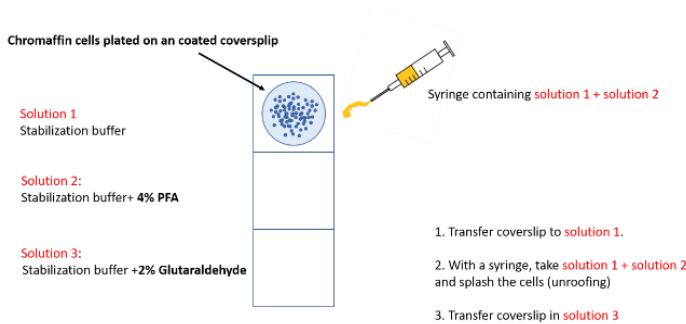 Chromaffin cells plated on an coated coversplip
Syringe containing solution 1 + solution 2
Solution 1
Stabilization buffer
Solution 2:
Stabilization buffer+ 4% PFA
Solution 3:
Stabilization buffer +2% Glutaraldehyde
1. Transfer coverslip to solution 1.
2. With a syringe, take solution 1 + solution 2
and splash the cells (unroofing)
3. Transfer coverslip in solution 3